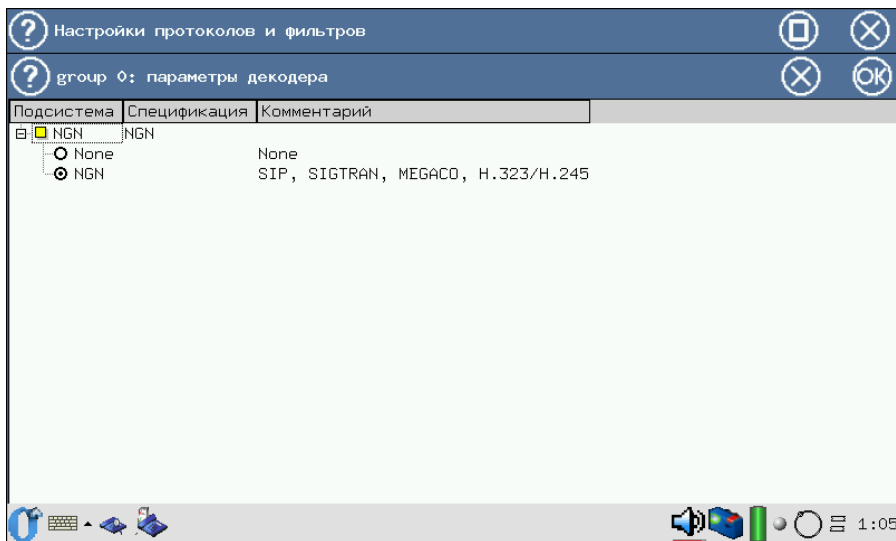 Настройки протоколов и фильтров
group 0: параметры декодера
OK
Подсистема Спецификация Комментарий
NGN NGN
None None
NGN SIP, SIGTRAN, MEGACO, H.323/H.245
1:05